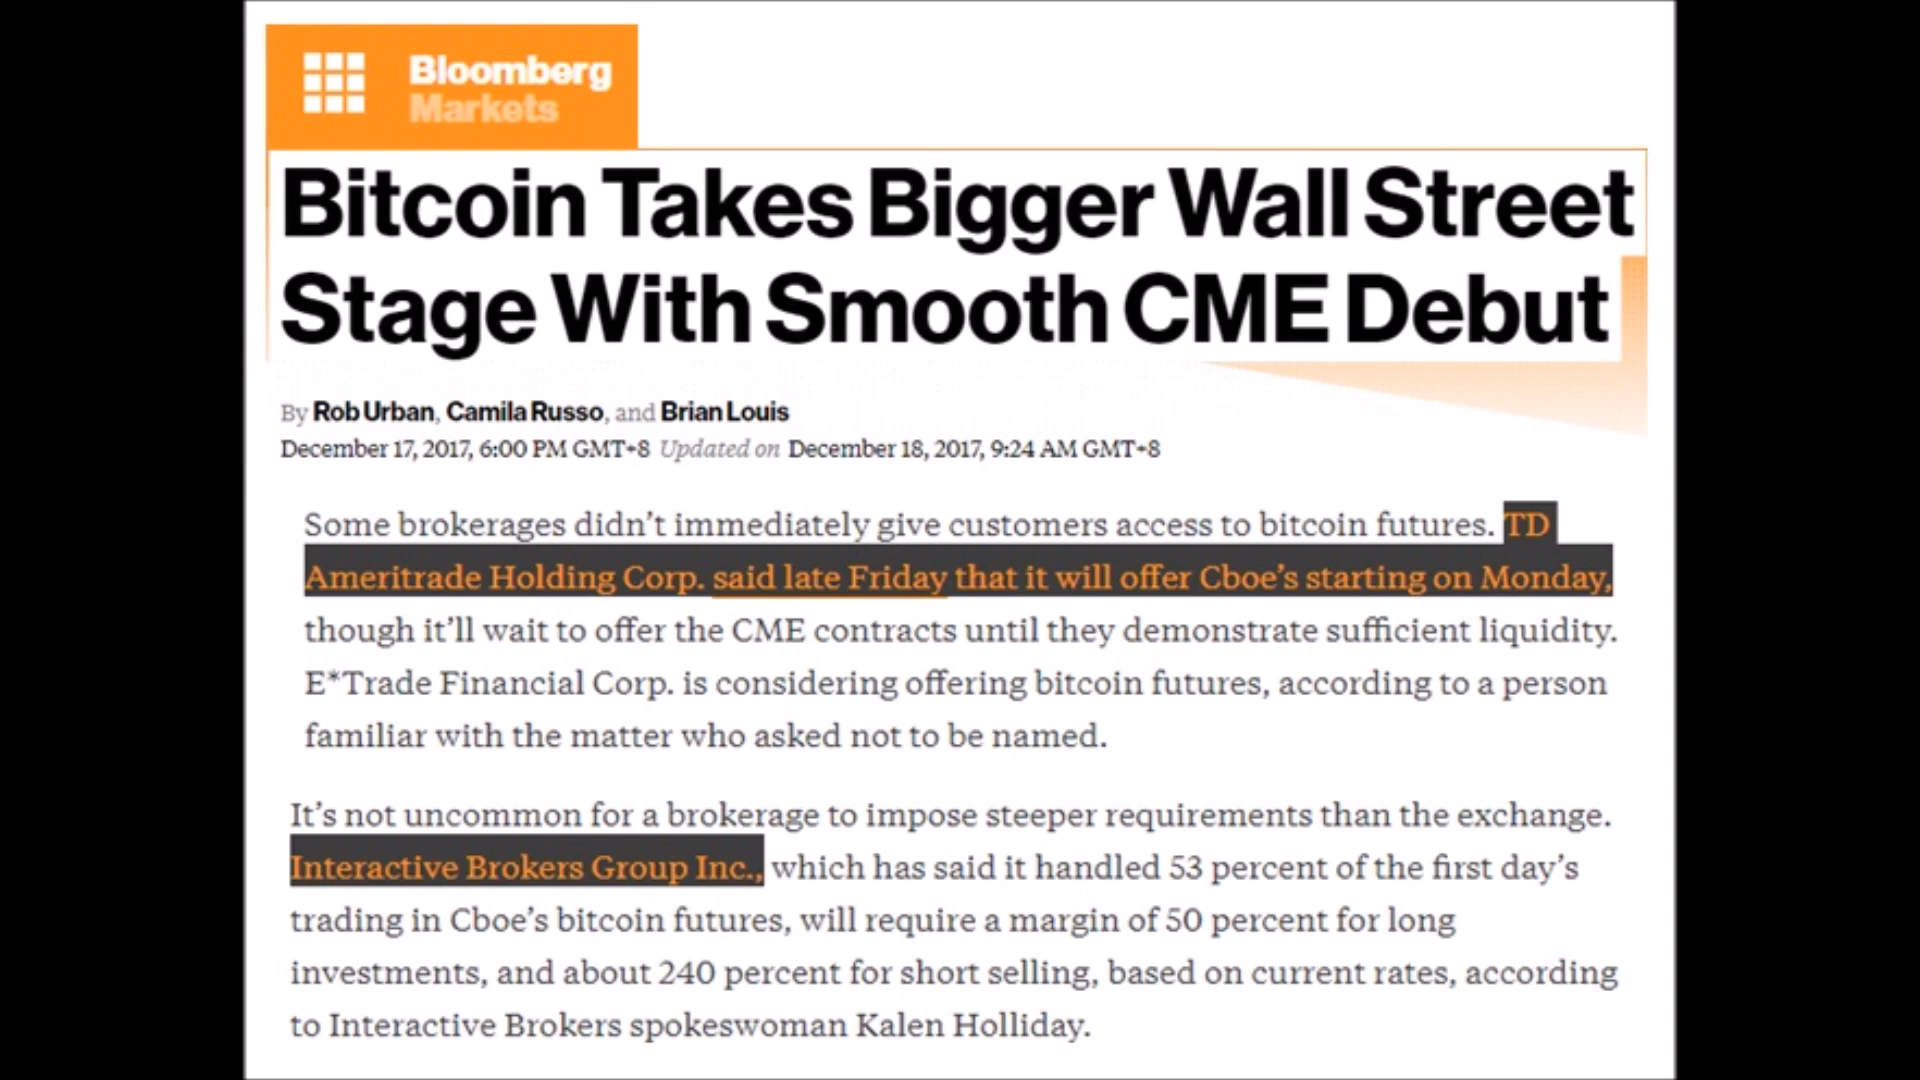 Bloomberg
Markets
Bitcoin Takes Bigger Wall Street
Stage With Smooth CME Debut
By Rob Urban, Camila Russo, and Brian Louis
December 17, 2017, 6:00 PM GMT+8 Updated on December 18, 2017, 9:24 AM GMT+8
Some brokerages didn’t immediately give customers access to bitcoin futures. TD
Ameritrade Holding Corp. said late Friday that it will offer Cboe’s starting on Monday,
though it’ll wait to offer the CME contracts until they demonstrate sufficient liquidity.
E*Trade Financial Corp. is considering offering bitcoin futures, according to a person
familiar with the matter who asked not to be named.
It’s not uncommon for a brokerage to impose steeper requirements than the exchange.
Interactive Brokers Group Inc., which has said it handled 53 percent of the first day’s
trading in Cboe’s bitcoin futures, will require a margin of 50 percent for long
investments, and about 240 percent for short selling, based on current rates, according
to Interactive Brokers spokeswoman Kalen Holliday.